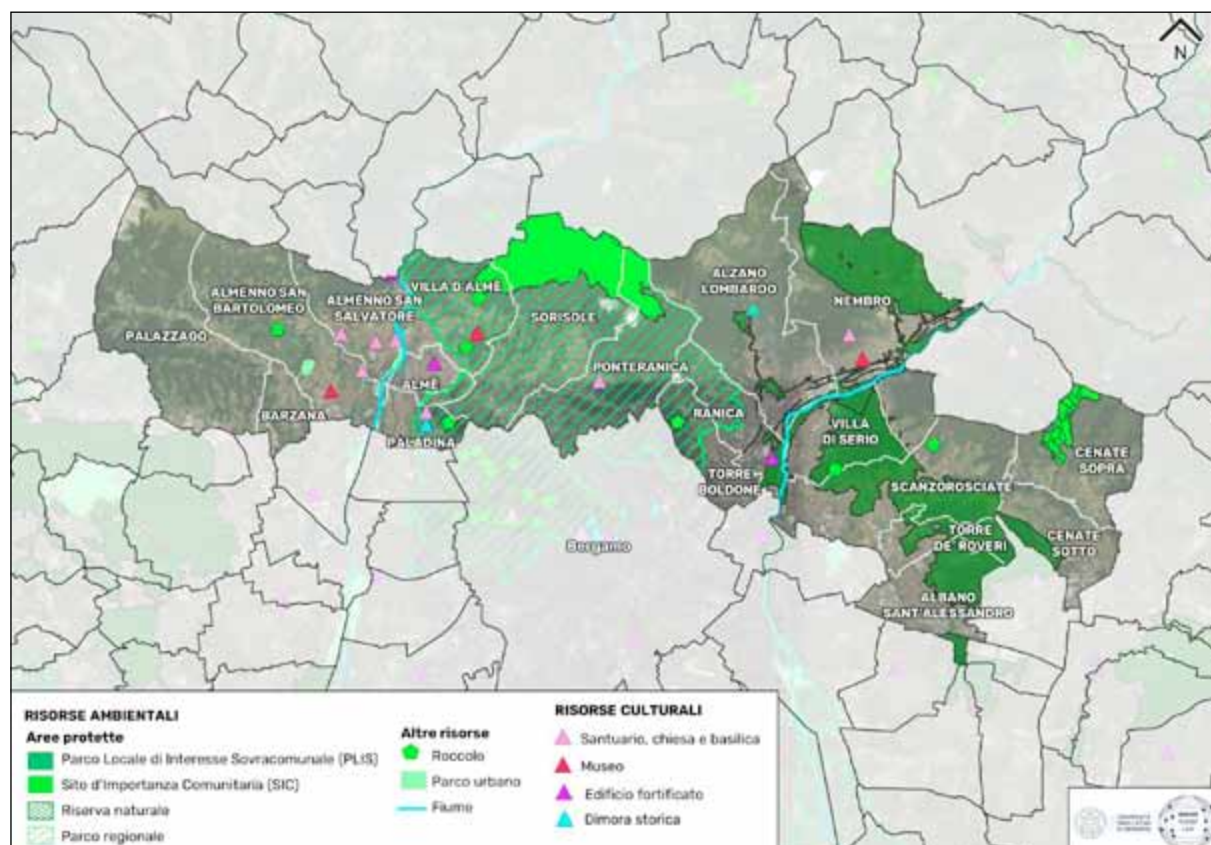 N
VILLA D'ALMÈ
ALZANO
LOMBARDO
ALMENNO SAN
BARTOLOMEO
ALMENNO SAN
SALVATORE
NEMBRO
SORISOLE
PALAZZAGO
PONTERANICA
ALMÈ
BARZANA
RANICA
VILLA
DI SERIO
PALADINA
CENATE
SOPRA
TORRE
BOLDONE
SCANZOROSCIATE
TORRE
DE' ROVERI
CENATE
SOTTO
Bergamo
ALBANO
SANT'ALESSANDRO
RISORSE AMBIENTALI
Aree protette
Parco Locale di Interesse Sovracomunale (PLIS)
Sito d'Importanza Comunitaria (SIC)
Riserva naturale
Parco regionale
Altre risorse
Roccolo
Parco urbano
Fiume
RISORSE CULTURALI
Santuario, chiesa e basilica
Museo
Edificio fortificato
Dimora storica